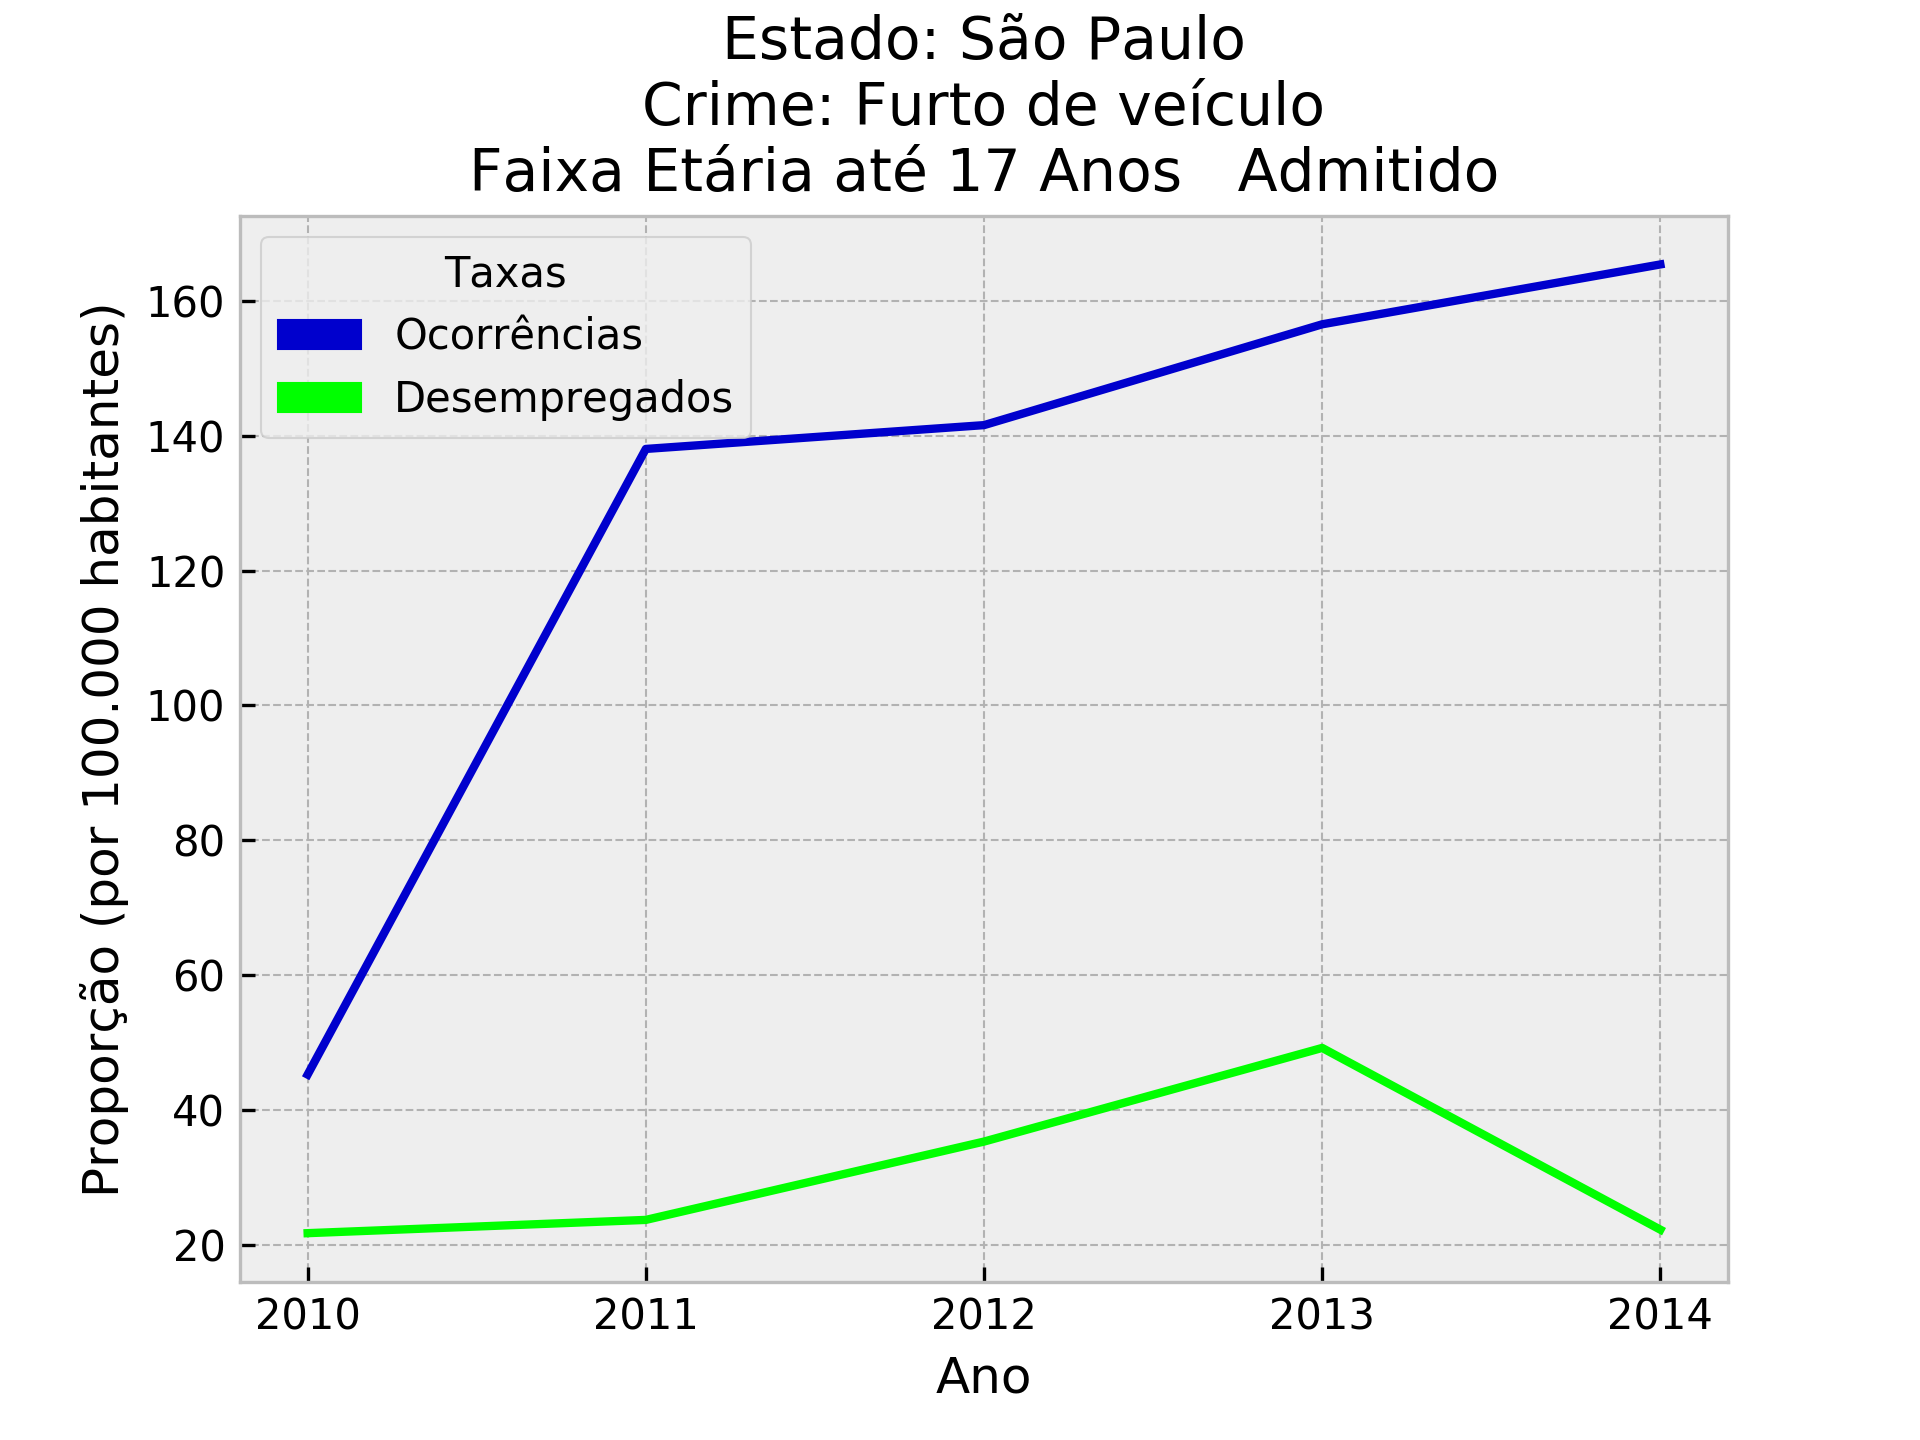 Estado: São Paulo
Crime: Furto de veículo
Faixa Etária até 17 Anos   Admitido
Taxas
Ocorrências
Desempregados
Proporção (por 100.000 habitantes)
160
140
120
100
80
60
40
20
2010 2011 2012 2013 2014
Ano